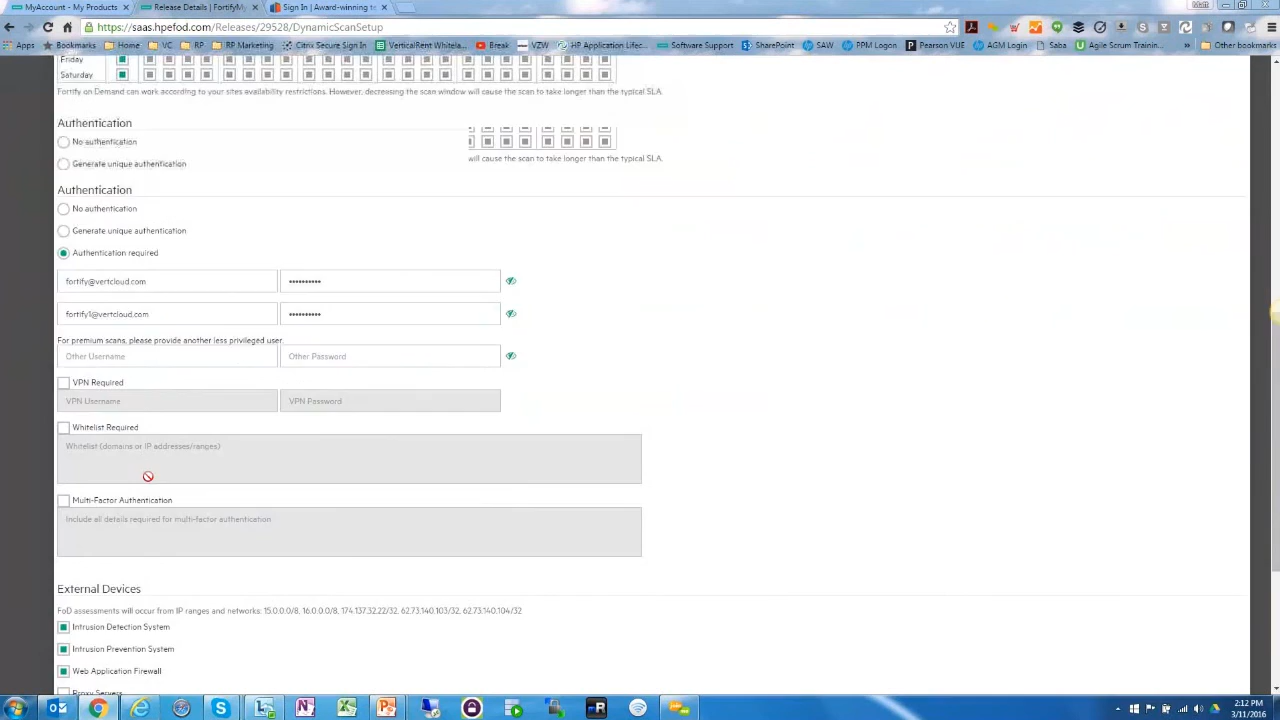 MyAccount - My Products
Release Details | FortifyMy
Sign In | Award-winning te
Matt
https://saas.hpefod.com/Releases/29528/DynamicScanSetup
Apps
Bookmarks
Home
VC
RP
RP Marketing
Citrix Secure Sign In
VerticalRent Whitela...
Break
VZW
HP Application Lifec...
Software Support
SharePoint
SAW
PPM Logon
Pearson VUE
AGM Login
Saba
Agile Scrum Trainin...
»
Other bookmarks
Friday
Saturday
Fortify on Demand can work according to your sites availability restrictions. However, decreasing the scan window will cause the scan to take longer than the typical SLA.
Authentication
No authentication
will cause the scan to take longer than the typical SLA.
Generate unique authentication
Authentication
No authentication
Generate unique authentication
Authentication required
fortify@vertcloud.com
••••••••••
fortify1@vertcloud.com
••••••••••
For premium scans, please provide another less privileged user.
Other Username
Other Password
VPN Required
VPN Username
VPN Password
Whitelist Required
Whitelist (domains or IP addresses/ranges)
Multi-Factor Authentication
Include all details required for multi-factor authentication
External Devices
FoD assessments will occur from IP ranges and networks: 15.0.0.0/8, 16.0.0.0/8, 174.137.32.22/32, 62.73.140.103/32, 62.73.140.104/32
Intrusion Detection System
Intrusion Prevention System
Web Application Firewall
Proxy Servers
2:12 PM
3/11/2016